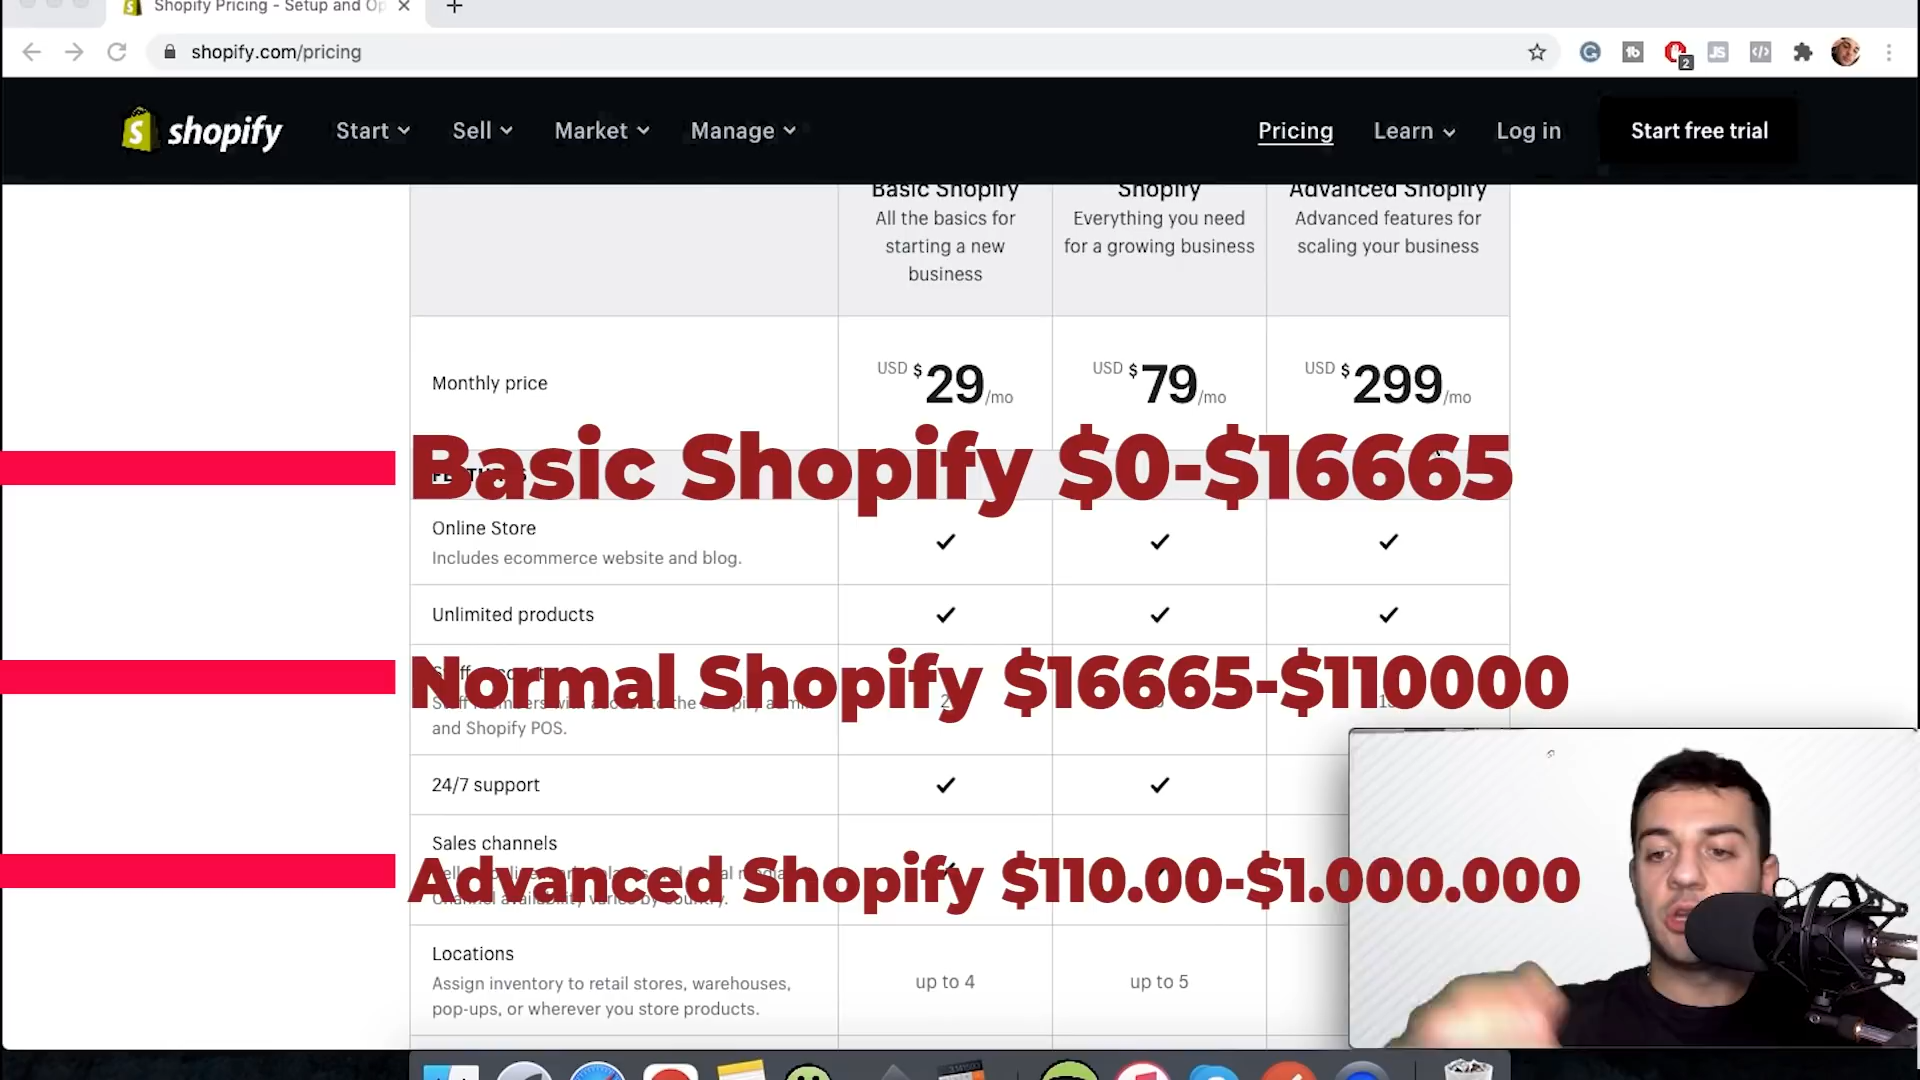 Shopify Pricing - Setup and Op
shopify.com/pricing
2
shopify
Start
Sell
Market
Manage
Pricing
Learn
Log in
Start free trial
Basic Shopify
All the basics for
starting a new
business
Shopify
Everything you need
for a growing business
Advanced Shopify
Advanced features for
scaling your business
Monthly price
USD $29/mo
USD $79/mo
USD $299/mo
Basic Shopify $0-$16665
Online Store
Includes ecommerce website and blog.
Unlimited products
Normal Shopify $16665-$110000
and Shopify POS.
24/7 support
Sales channels
Advanced Shopify $110.00-$1.000.000
Locations
Assign inventory to retail stores, warehouses,
pop-ups, or wherever you store products.
up to 4
up to 5